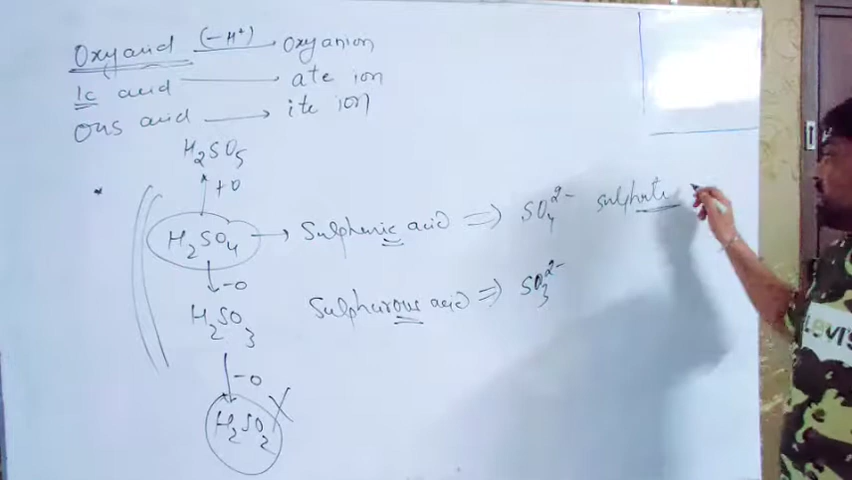 Oxyacid (-H⁺) → Oxyanion
Ic acid → ate ion
Ous acid → ite ion
H₂SO₅
↑ +O
H₂SO₄ → Sulphuric acid ⇒ SO₄²⁻ sulphate
↓ -O
H₂SO₃ Sulphurous acid ⇒ SO₃²⁻
↓ -O
H₂SO₂ X
LEVI'S